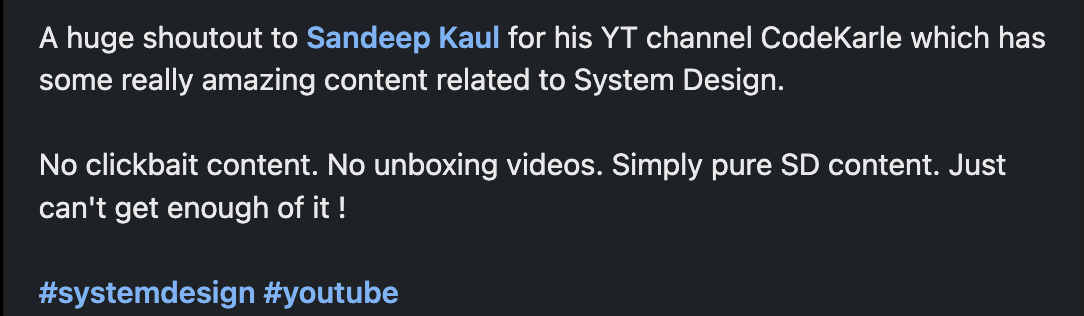 A huge shoutout to Sandeep Kaul for his YT channel CodeKarle which has
some really amazing content related to System Design.
No clickbait content. No unboxing videos. Simply pure SD content. Just
can't get enough of it !
#systemdesign #youtube